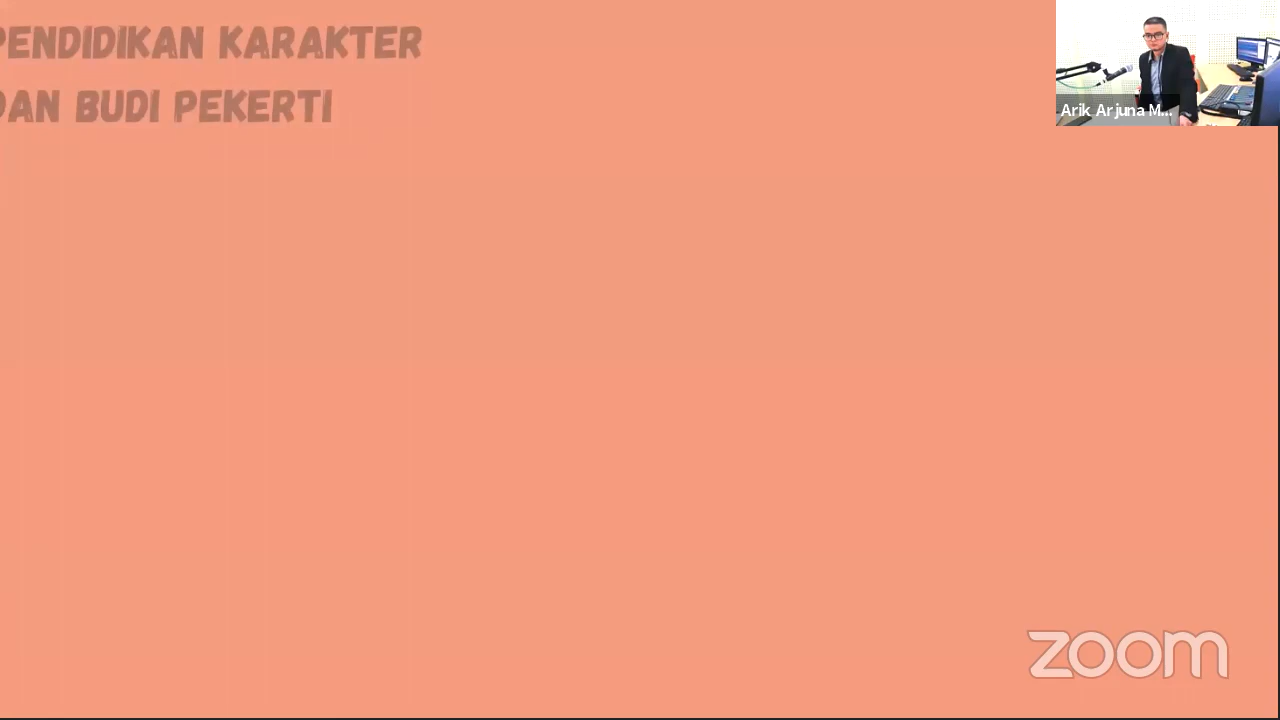 PENDIDIKAN KARAKTER
DAN BUDI PEKERTI
Arik Arjuna M...
zoom